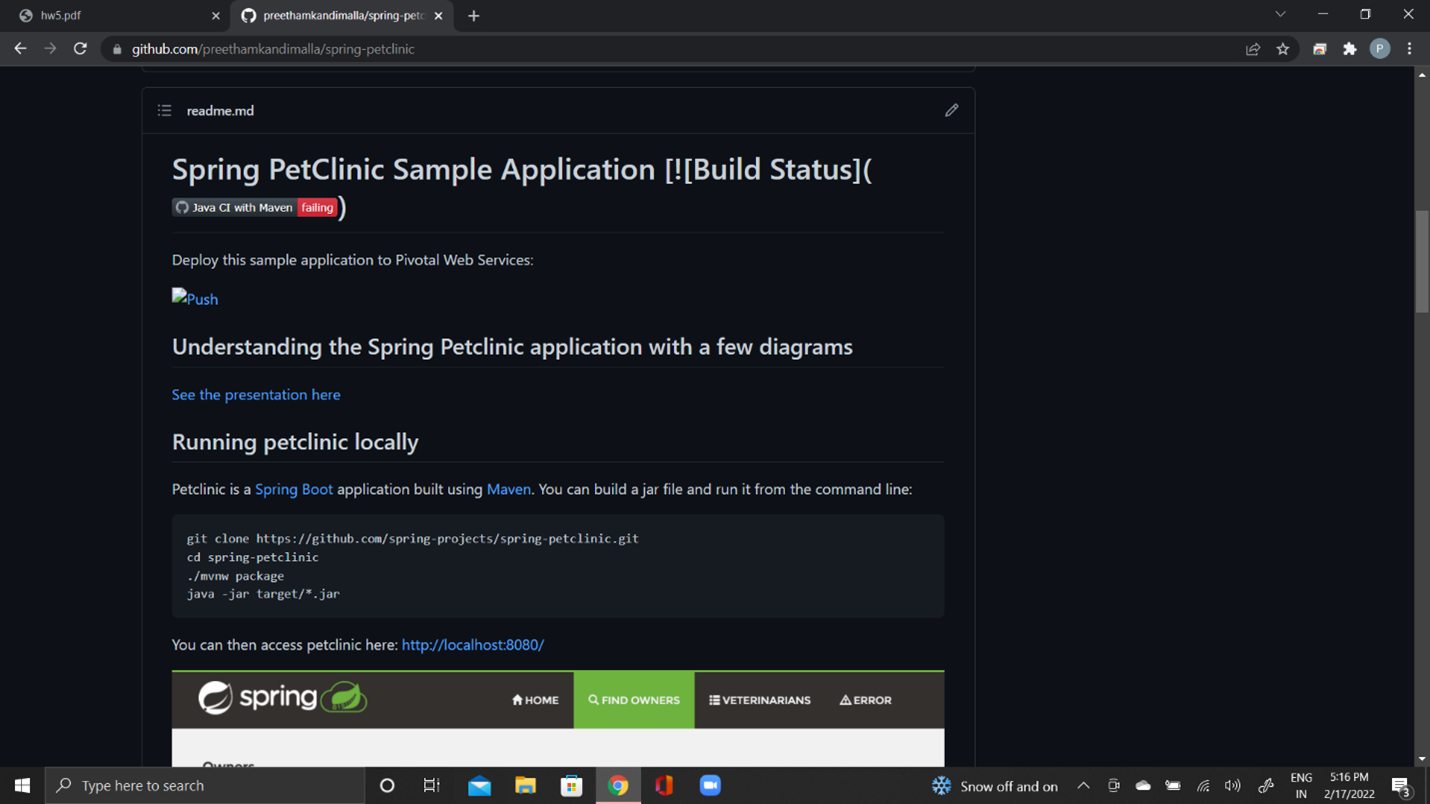 hw5.pdf
preethamkandimalla/spring-petc
github.com/preethamkandimalla/spring-petclinic
P
readme.md
Spring PetClinic Sample Application [![Build Status](
Java CI with Maven failing )
Deploy this sample application to Pivotal Web Services:
Push
Understanding the Spring Petclinic application with a few diagrams
See the presentation here
Running petclinic locally
Petclinic is a Spring Boot application built using Maven. You can build a jar file and run it from the command line:
git clone https://github.com/spring-projects/spring-petclinic.git
cd spring-petclinic
./mvnw package
java -jar target/*.jar
You can then access petclinic here: http://localhost:8080/
spring HOME FIND OWNERS VETERINARIANS ERROR
Owners
Type here to search
Snow off and on
ENG
IN
5:16 PM
2/17/2022
3